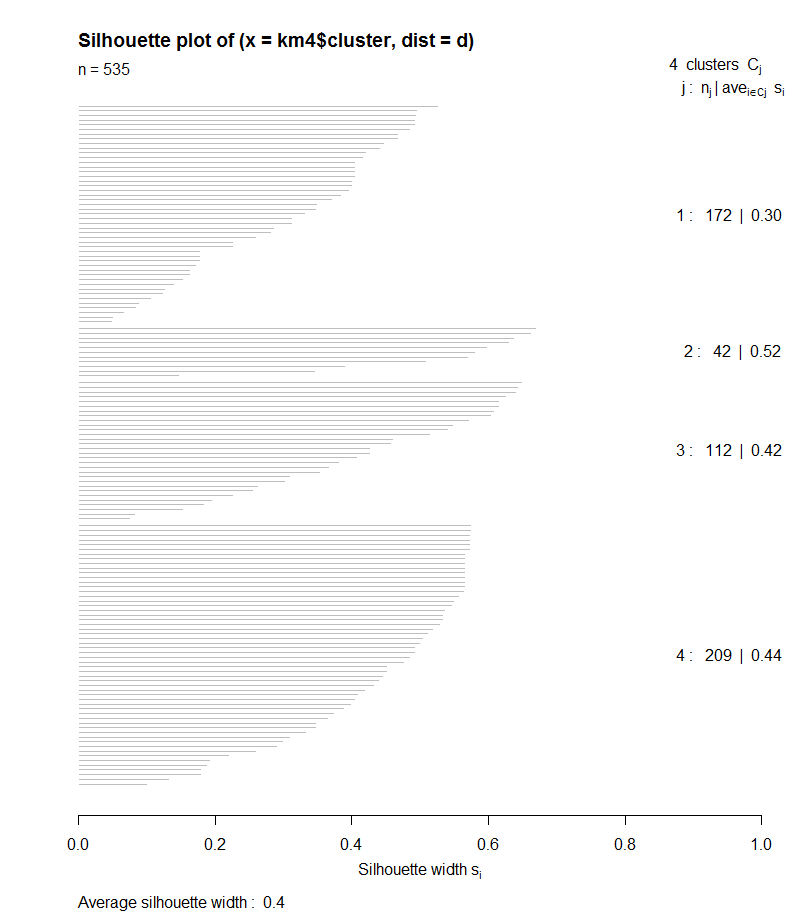 Silhouette plot of (x = km4$cluster, dist = d)
n = 535
4 clusters Cj
j : nj | avei∈Cj si
1 : 172 | 0.30
2 : 42 | 0.52
3 : 112 | 0.42
4 : 209 | 0.44
0.0 0.2 0.4 0.6 0.8 1.0
Silhouette width si
Average silhouette width : 0.4